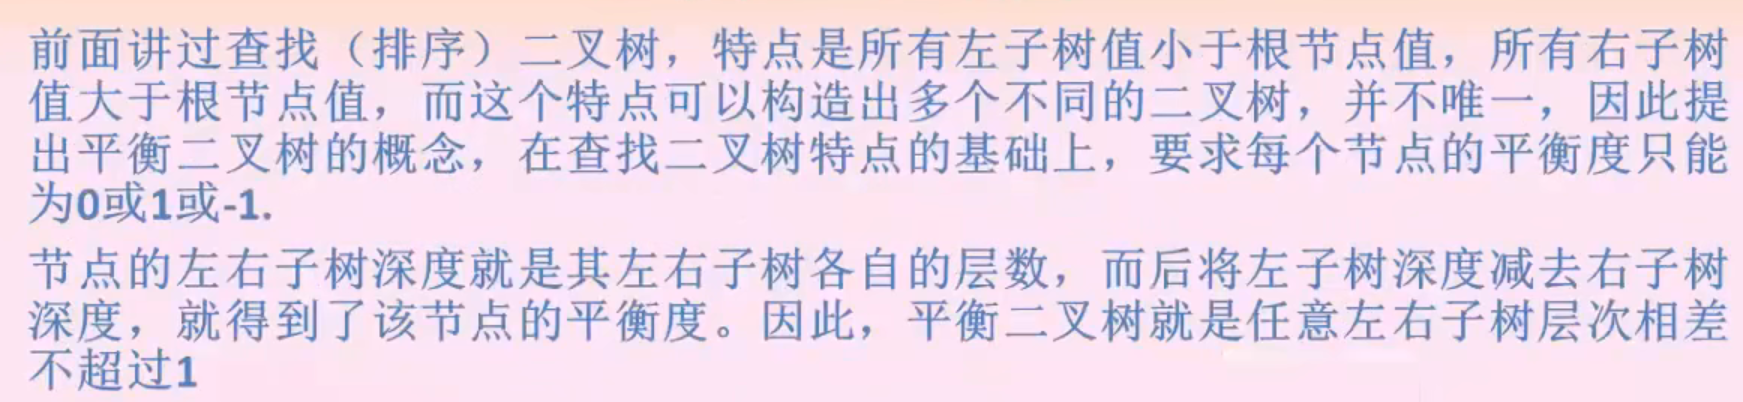 前面讲过查找（排序）二叉树，特点是所有左子树值小于根节点值，所有右子树
值大于根节点值，而这个特点可以构造出多个不同的二叉树，并不唯一，因此提
出平衡二叉树的概念，在查找二叉树特点的基础上，要求每个节点的平衡度只能
为0或1或-1.
节点的左右子树深度就是其左右子树各自的层数，而后将左子树深度减去右子树
深度，就得到了该节点的平衡度。因此，平衡二叉树就是任意左右子树层次相差
不超过1